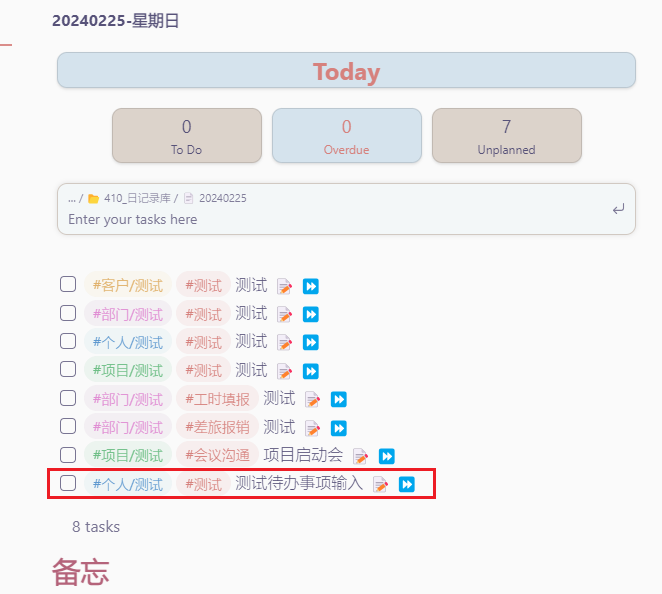 20240225-星期日
Today
0
To Do
0
Overdue
7
Unplanned
... / 410_日记录库 / 20240225
Enter your tasks here
#客户/测试 #测试 测试
#部门/测试 #测试 测试
#个人/测试 #测试 测试
#项目/测试 #测试 测试
#部门/测试 #工时填报 测试
#部门/测试 #差旅报销 测试
#项目/测试 #会议沟通 项目启动会
#个人/测试 #测试 测试待办事项输入
8 tasks
备忘